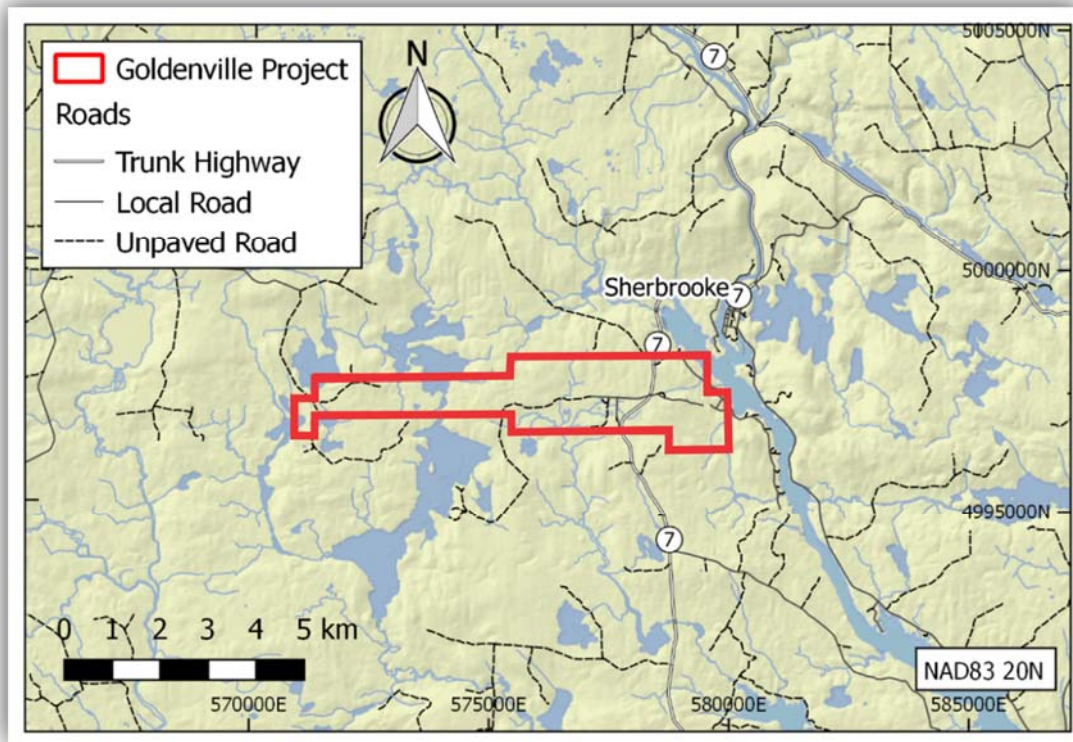 Goldenville Project
Roads
Trunk Highway
Local Road
Unpaved Road
N
7
5005000N
5000000N
Sherbrooke
7
7
4995000N
7
0 1 2 3 4 5 km
NAD83 20N
570000E 575000E 580000E 585000E